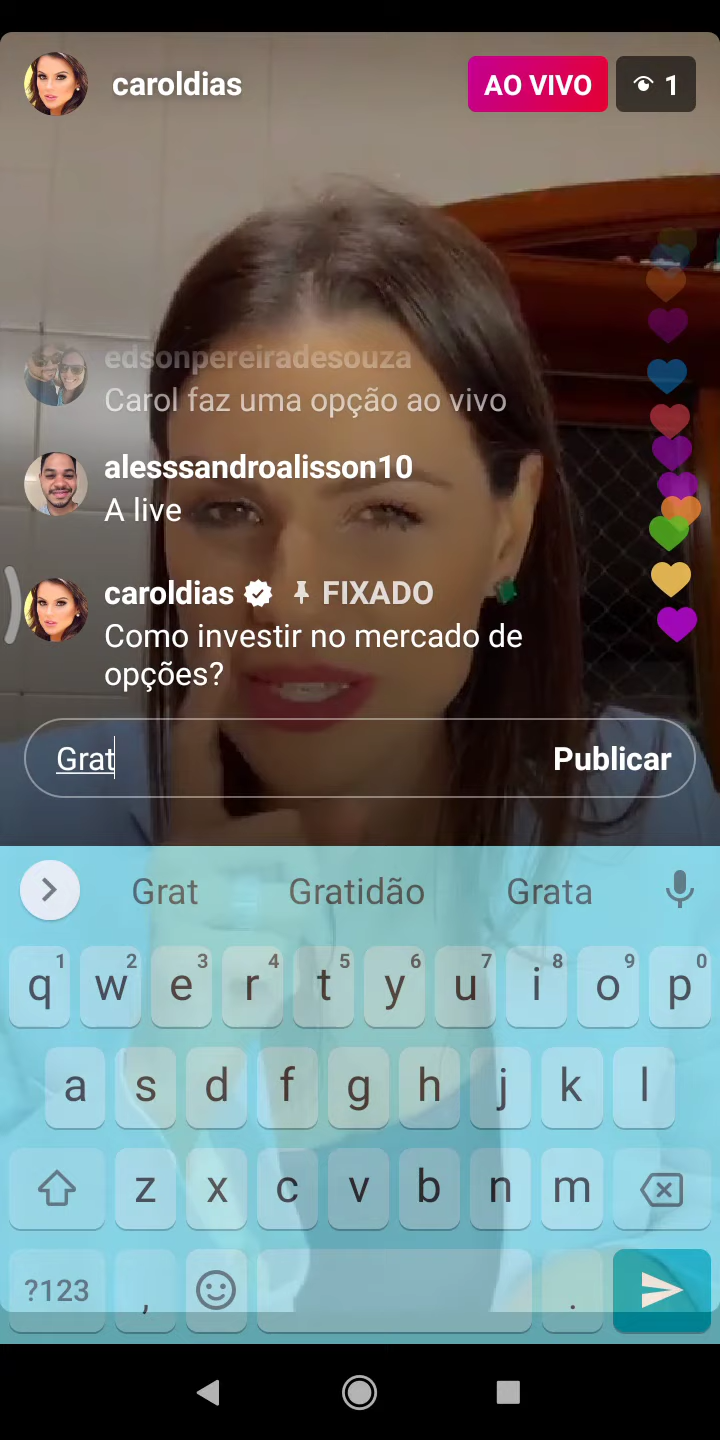 caroldias
AO VIVO
1
edsonpereiradesouza
Carol faz uma opção ao vivo
alesssandroalisson10
A live
caroldias FIXADO
Como investir no mercado de
opções?
Grat
Publicar
Grat Gratidão Grata
1 2 3 4 5 6 7 8 9 0
q w e r t y u i o p
a s d f g h j k l
z x c v b n m
?123 , .